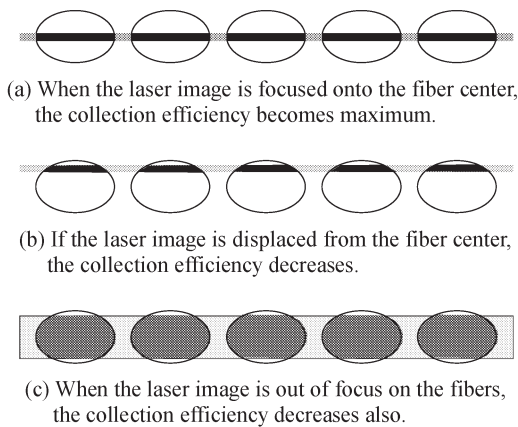 (a) When the laser image is focused onto the fiber center,
the collection efficiency becomes maximum.
(b) If the laser image is displaced from the fiber center,
the collection efficiency decreases.
(c) When the laser image is out of focus on the fibers,
the collection efficiency decreases also.